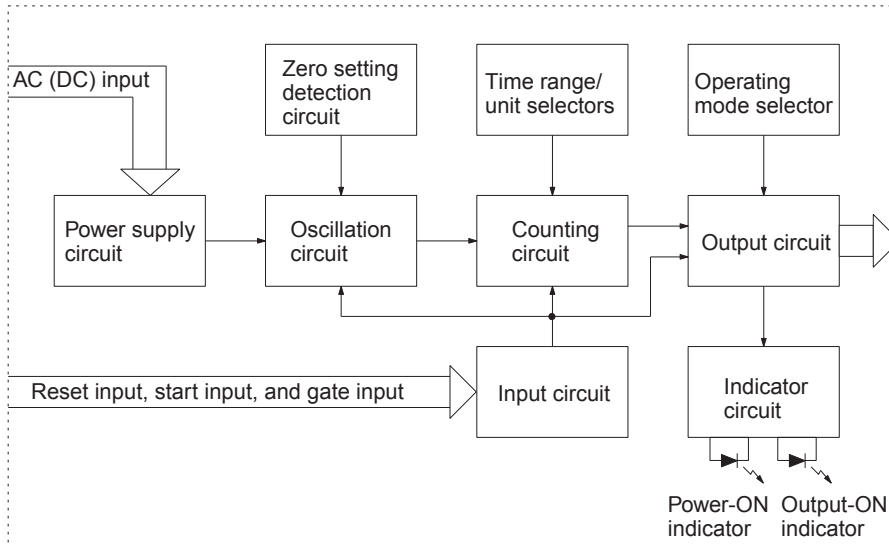 AC (DC) input
Zero setting
detection
circuit
Time range/
unit selectors
Operating
mode selector
Power supply
circuit
Oscillation
circuit
Counting
circuit
Output circuit
Reset input, start input, and gate input
Input circuit
Indicator
circuit
Power-ON
indicator
Output-ON
indicator